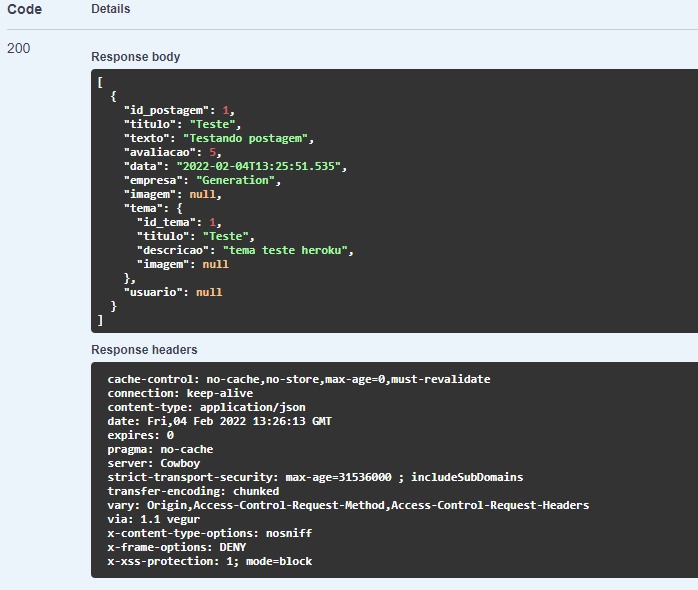 Code Details
200
Response body
[
  {
    "id_postagem": 1,
    "titulo": "Teste",
    "texto": "Testando postagem",
    "avaliacao": 5,
    "data": "2022-02-04T13:25:51.535",
    "empresa": "Generation",
    "imagem": null,
    "tema": {
      "id_tema": 1,
      "titulo": "Teste",
      "descricao": "tema teste heroku",
      "imagem": null
    },
    "usuario": null
  }
]
Response headers
cache-control: no-cache,no-store,max-age=0,must-revalidate
connection: keep-alive
content-type: application/json
date: Fri,04 Feb 2022 13:26:13 GMT
expires: 0
pragma: no-cache
server: Cowboy
strict-transport-security: max-age=31536000 ; includeSubDomains
transfer-encoding: chunked
vary: Origin,Access-Control-Request-Method,Access-Control-Request-Headers
via: 1.1 vegur
x-content-type-options: nosniff
x-frame-options: DENY
x-xss-protection: 1; mode=block